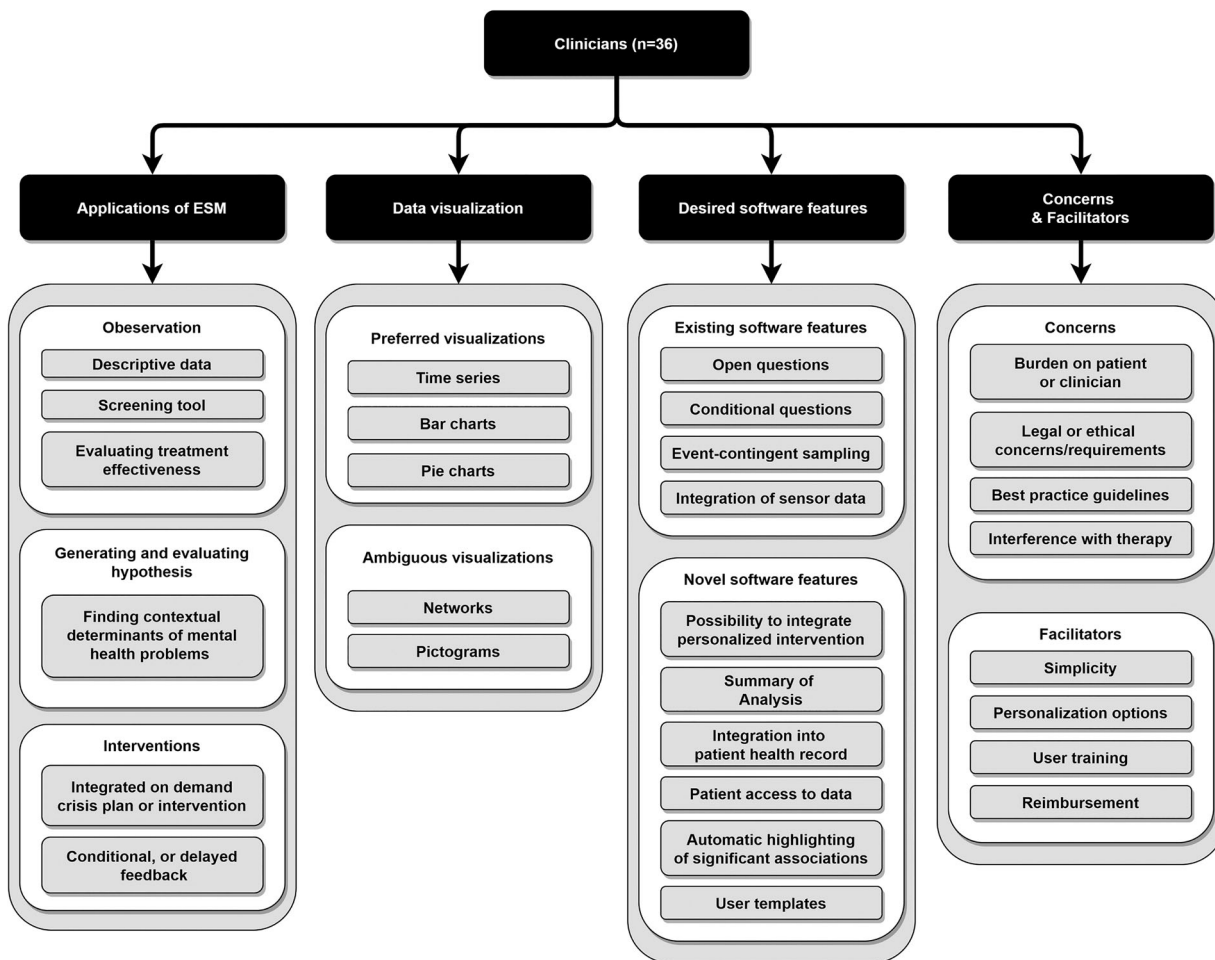 Clinicians (n=36)
Applications of ESM
Data visualization
Desired software features
Concerns
& Facilitators
Obeservation
Descriptive data
Screening tool
Evaluating treatment
effectiveness
Generating and evaluating
hypothesis
Finding contextual
determinants of mental
health problems
Interventions
Integrated on demand
crisis plan or intervention
Conditional, or delayed
feedback
Preferred visualizations
Time series
Bar charts
Pie charts
Ambiguous visualizations
Networks
Pictograms
Existing software features
Open questions
Conditional questions
Event-contingent sampling
Integration of sensor data
Novel software features
Possibility to integrate
personalized intervention
Summary of
Analysis
Integration into
patient health record
Patient access to data
Automatic highlighting
of significant associations
User templates
Concerns
Burden on patient
or clinician
Legal or ethical
concerns/requirements
Best practice guidelines
Interference with therapy
Facilitators
Simplicity
Personalization options
User training
Reimbursement